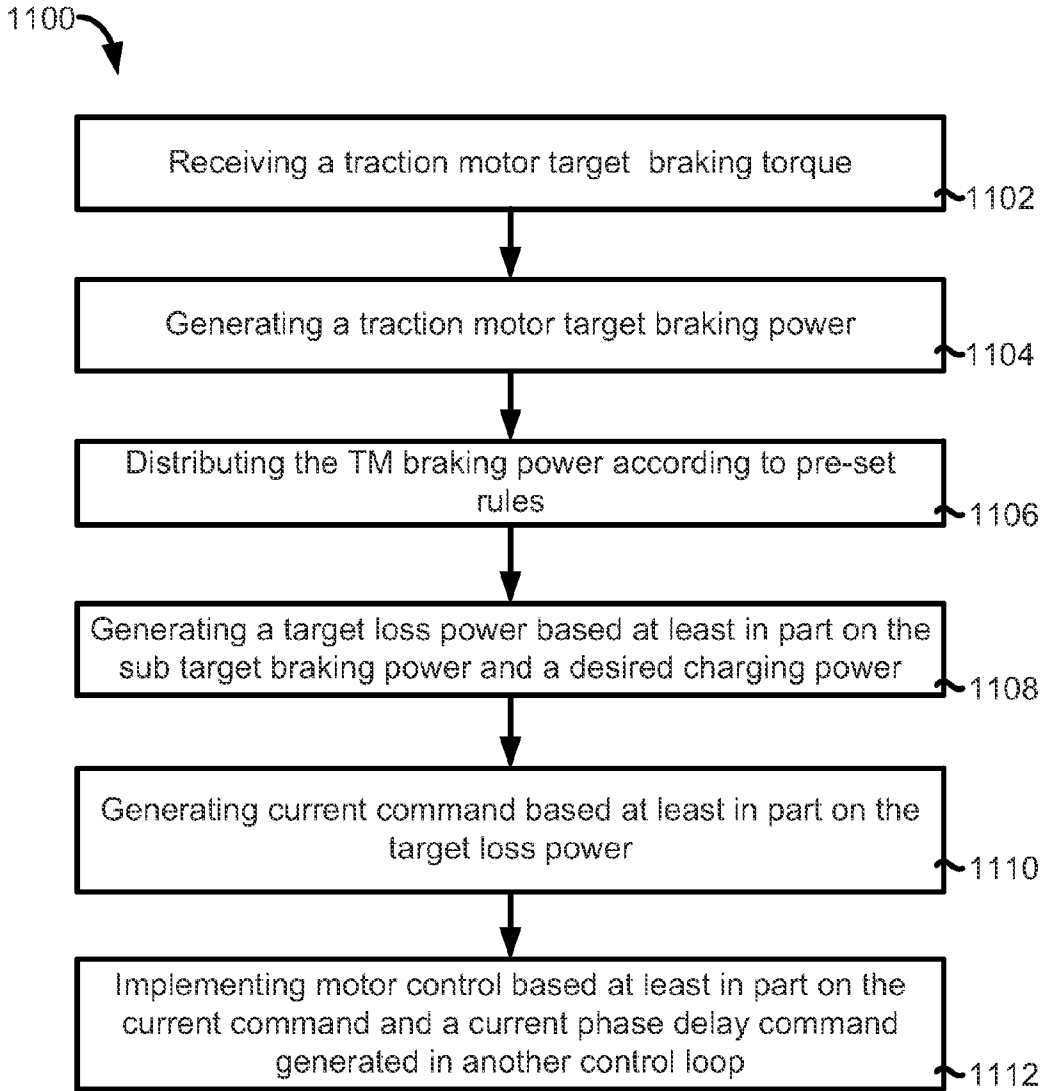 1100
Receiving a traction motor target braking torque
1102
Generating a traction motor target braking power
1104
Distributing the TM braking power according to pre-set
rules
1106
Generating a target loss power based at least in part on the
sub target braking power and a desired charging power
1108
Generating current command based at least in part on the
target loss power
1110
Implementing motor control based at least in part on the
current command and a current phase delay command
generated in another control loop
1112